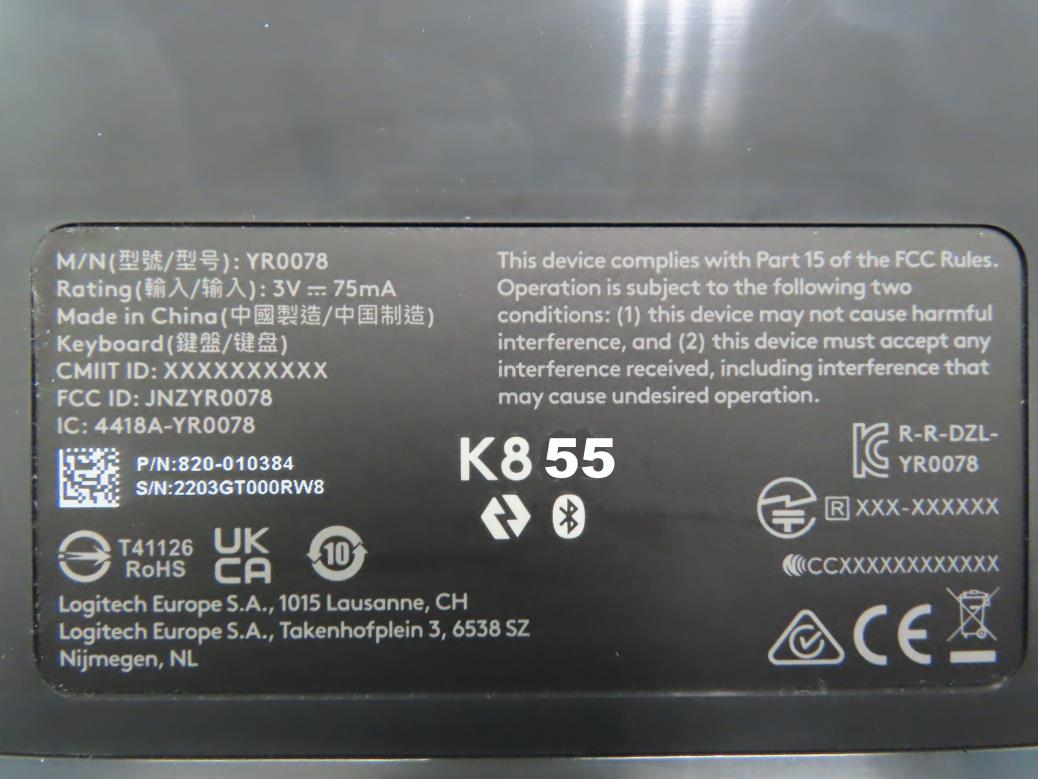 M/N(型號/型号): YR0078
Rating(輸入/输入): 3V ⎓ 75mA
Made in China(中國製造/中国制造)
Keyboard(鍵盤/键盘)
CMIIT ID: XXXXXXXXXX
FCC ID: JNZYR0078
IC: 4418A-YR0078
P/N:820-010384
S/N:2203GT000RW8
T41126
RoHS
UK
CA
10
Logitech Europe S.A., 1015 Lausanne, CH
Logitech Europe S.A., Takenhofplein 3, 6538 SZ
Nijmegen, NL
This device complies with Part 15 of the FCC Rules.
Operation is subject to the following two
conditions: (1) this device may not cause harmful
interference, and (2) this device must accept any
interference received, including interference that
may cause undesired operation.
K855
R-R-DZL-
YR0078
R XXX-XXXXXX
CCXXXXXXXXXXXX
CE